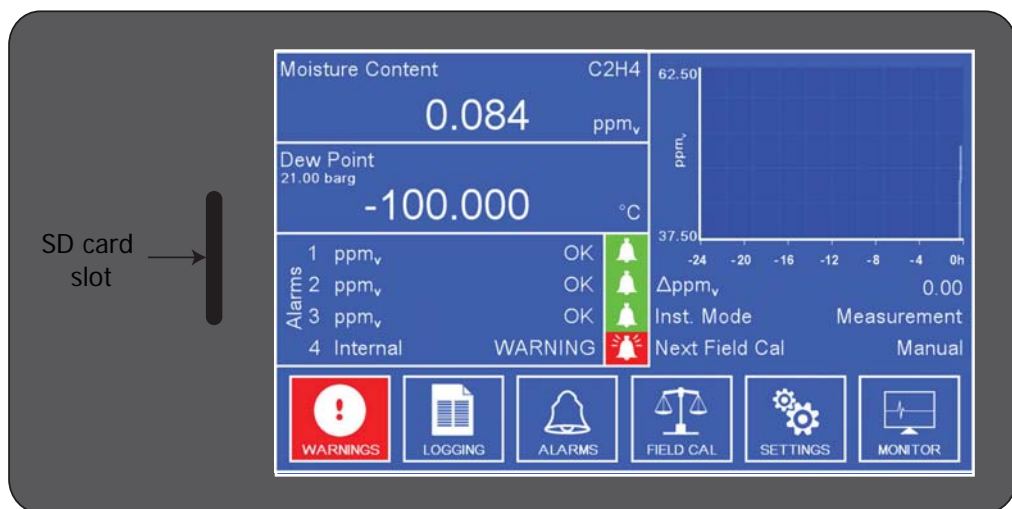 SD card
slot
Moisture Content C2H4
0.084 ppmv
Dew Point
21.00 barg
-100.000 °C
Alarms
1 ppmv OK
2 ppmv OK
3 ppmv OK
4 Internal WARNING
62.50
ppmv
37.50
-24 -20 -16 -12 -8 -4 0h
Δppmv 0.00
Inst. Mode Measurement
Next Field Cal Manual
WARNINGS LOGGING ALARMS FIELD CAL SETTINGS MONITOR